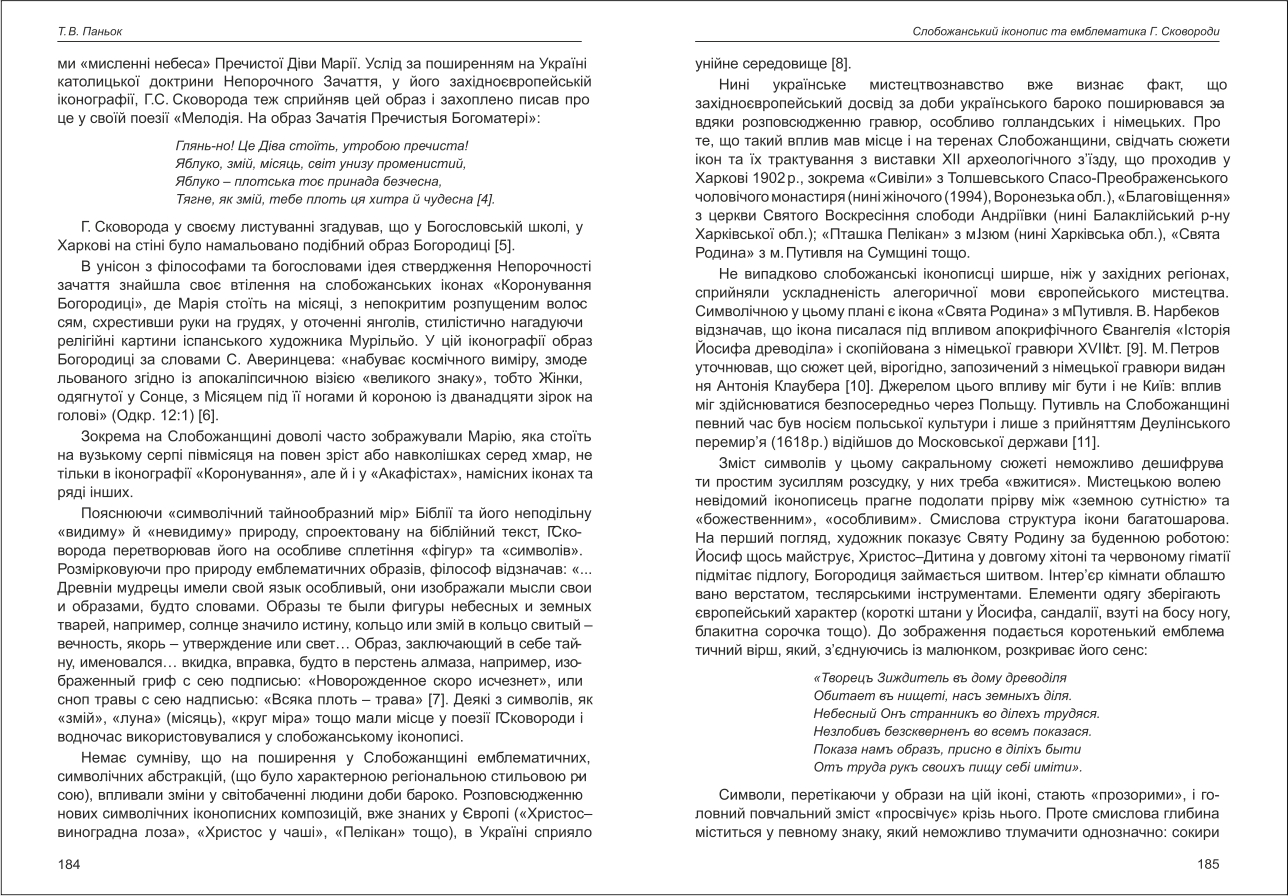 Т. В. Паньок
ми «мисленні небеса» Пречистої Діви Марії. Услід за поширенням на Україні
католицької доктрини Непорочного Зачаття, у його західноєвропейській
іконографії, Г.С. Сковорода теж сприйняв цей образ і захоплено писав про
це у своїй поезії «Мелодія. На образ Зачатія Пречистыя Богоматері»:
Глянь-но! Це Діва стоїть, утробою пречиста!
Яблуко, змій, місяць, світ унизу променистий,
Яблуко – плотська тоє принада безчесна,
Тягне, як змій, тебе плоть ця хитра й чудесна [4].
Г. Сковорода у своєму листуванні згадував, що у Богословській школі, у
Харкові на стіні було намальовано подібний образ Богородиці [5].
В унісон з філософами та богословами ідея ствердження Непорочності
зачаття знайшла своє втілення на слобожанських іконах «Коронування
Богородиці», де Марія стоїть на місяці, з непокритим розпущеним волос
сям, схрестивши руки на грудях, у оточенні янголів, стилістично нагадуючи
релігійні картини іспанського художника Мурільйо. У цій іконографії образ
Богородиці за словами С. Аверинцева: «набуває космічного виміру, змоде-
льованого згідно із апокаліпсичною візією «великого знаку», тобто Жінки,
одягнутої у Сонце, з Місяцем під її ногами й короною із дванадцяти зірок на
голові» (Одкр. 12:1) [6].
Зокрема на Слобожанщині доволі часто зображували Марію, яка стоїть
на вузькому серпі півмісяця на повен зріст або навколішках серед хмар, не
тільки в іконографії «Коронування», але й і у «Акафістах», намісних іконах та
ряді інших.
Пояснюючи «символічний тайнообразний мір» Біблії та його неподільну
«видиму» й «невидиму» природу, спроектовану на біблійний текст, Г.Ско-
ворода перетворював його на особливе сплетіння «фігур» та «символів».
Розмірковуючи про природу емблематичних образів, філософ відзначав: «...
Древніи мудрецы имели свой язык особливый, они изображали мысли свои
и образами, будто словами. Образы те были фигуры небесных и земных
тварей, например, солнце значило истину, кольцо или змій в кольцо свитый –
вечность, якорь – утверждение или свет… Образ, заключающий в себе тай-
ну, именовался… вкидка, вправка, будто в перстень алмаза, например, изо-
браженный гриф с сею подписью: «Новорожденное скоро исчезнет», или
сноп травы с сею надписью: «Всяка плоть – трава» [7]. Деякі з символів, як
«змій», «луна» (місяць), «круг міра» тощо мали місце у поезії Г.Сковороди і
водночас використовувалися у слобожанському іконописі.
Немає сумніву, що на поширення у Слобожанщині емблематичних,
символічних абстракцій, (що було характерною регіональною стильовою ри-
сою), впливали зміни у світобаченні людини доби бароко. Розповсюдженню
нових символічних іконописних композицій, вже знаних у Європі («Христос–
виноградна лоза», «Христос у чаші», «Пелікан» тощо), в Україні сприяло
184
Слобожанський іконопис та емблематика Г. Сковороди
унійне середовище [8].
Нині українське мистецтвознавство вже визнає факт, що
західноєвропейський досвід за доби українського бароко поширювався за-
вдяки розповсюдженню гравюр, особливо голландських і німецьких. Про
те, що такий вплив мав місце і на теренах Слобожанщини, свідчать сюжети
ікон та їх трактування з виставки XII археологічного з’їзду, що проходив у
Харкові 1902 р., зокрема «Сивіли» з Толшевського Спасо-Преображенського
чоловічого монастиря (нині жіночого (1994), Воронезька обл.), «Благовіщення»
з церкви Святого Воскресіння слободи Андріївки (нині Балаклійський р-ну
Харківської обл.); «Пташка Пелікан» з м.Ізюм (нині Харківська обл.), «Свята
Родина» з м. Путивля на Сумщині тощо.
Не випадково слобожанські іконописці ширше, ніж у західних регіонах,
сприйняли ускладненість алегоричної мови європейського мистецтва.
Символічною у цьому плані є ікона «Свята Родина» з м.Путивля. В. Нарбеков
відзначав, що ікона писалася під впливом апокрифічного Євангелія «Історія
Йосифа древоділа» і скопійована з німецької гравюри XVIIIст. [9]. М. Петров
уточнював, що сюжет цей, вірогідно, запозичений з німецької гравюри видан
ня Антонія Клаубера [10]. Джерелом цього впливу міг бути і не Київ: вплив
міг здійснюватися безпосередньо через Польщу. Путивль на Слобожанщині
певний час був носієм польської культури і лише з прийняттям Деулінського
перемир’я (1618 р.) відійшов до Московської держави [11].
Зміст символів у цьому сакральному сюжеті неможливо дешифрува-
ти простим зусиллям розсудку, у них треба «вжитися». Мистецькою волею
невідомий іконописець прагне подолати прірву між «земною сутністю» та
«божественним», «особливим». Смислова структура ікони багатошарова.
На перший погляд, художник показує Святу Родину за буденною роботою:
Йосиф щось майструє, Христос–Дитина у довгому хітоні та червоному гіматії
підмітає підлогу, Богородиця займається шитвом. Інтер’єр кімнати облашто-
вано верстатом, теслярськими інструментами. Елементи одягу зберігають
європейський характер (короткі штани у Йосифа, сандалії, взуті на босу ногу,
блакитна сорочка тощо). До зображення подається коротенький емблема-
тичний вірш, який, з’єднуючись із малюнком, розкриває його сенс:
«Творецъ Зиждитель въ дому древоділя
Обитает въ нищеті, насъ земныхъ діля.
Небесный Онъ странникъ во ділехъ трудяся.
Незлобивъ безскверненъ во всемъ показася.
Показа намъ образъ, присно в діліхъ быти
Отъ труда рукъ своихъ пищу себі иміти».
Символи, перетікаючи у образи на цій іконі, стають «прозорими», і го-
ловний повчальний зміст «просвічує» крізь нього. Проте смислова глибина
міститься у певному знаку, який неможливо тлумачити однозначно: сокири
185